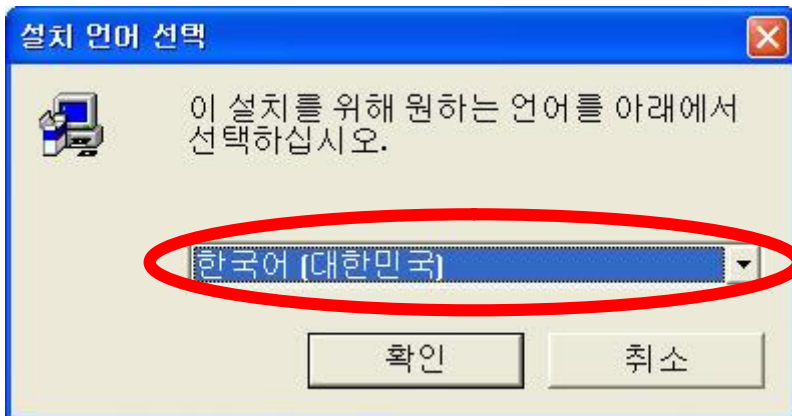 설치 언어 선택
이 설치를 위해 원하는 언어를 아래에서
선택하십시오.
한국어 (대한민국)
확인
취소